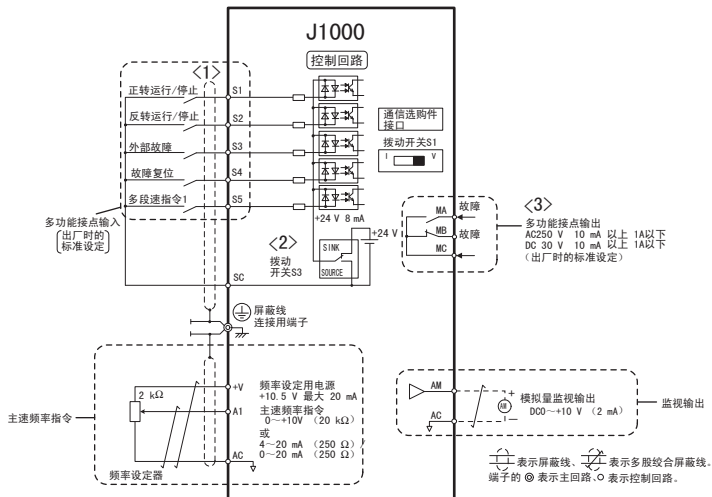 J1000
控制回路
<1>
正转运行/停止
S1
反转运行/停止
S2
外部故障
S3
故障复位
S4
多段速指令1
S5
多功能接点输入
出厂时的
标准设定
通信选购件
接口
拨动开关S1
I
V
+24 V 8 mA
<2>
拨动
开关S3
SINK
SOURCE
+24 V
SC
MA
故障
MB
故障
MC
<3>
多功能接点输出
AC250 V 10 mA 以上 1A以下
DC 30 V 10 mA 以上 1A以下
(出厂时的标准设定)
屏蔽线
连接用端子
主速频率指令
2 kΩ
频率设定器
+V
频率设定用电源
+10.5 V 最大 20 mA
A1
主速频率指令
0～+10V (20 kΩ)
或
4～20 mA (250 Ω)
0～20 mA (250 Ω)
AC
AM
+
AM
模拟量监视输出
DC0～+10 V (2 mA)
AC
—
监视输出
表示屏蔽线、表示多股绞合屏蔽线。
端子的 ◎ 表示主回路、○ 表示控制回路。